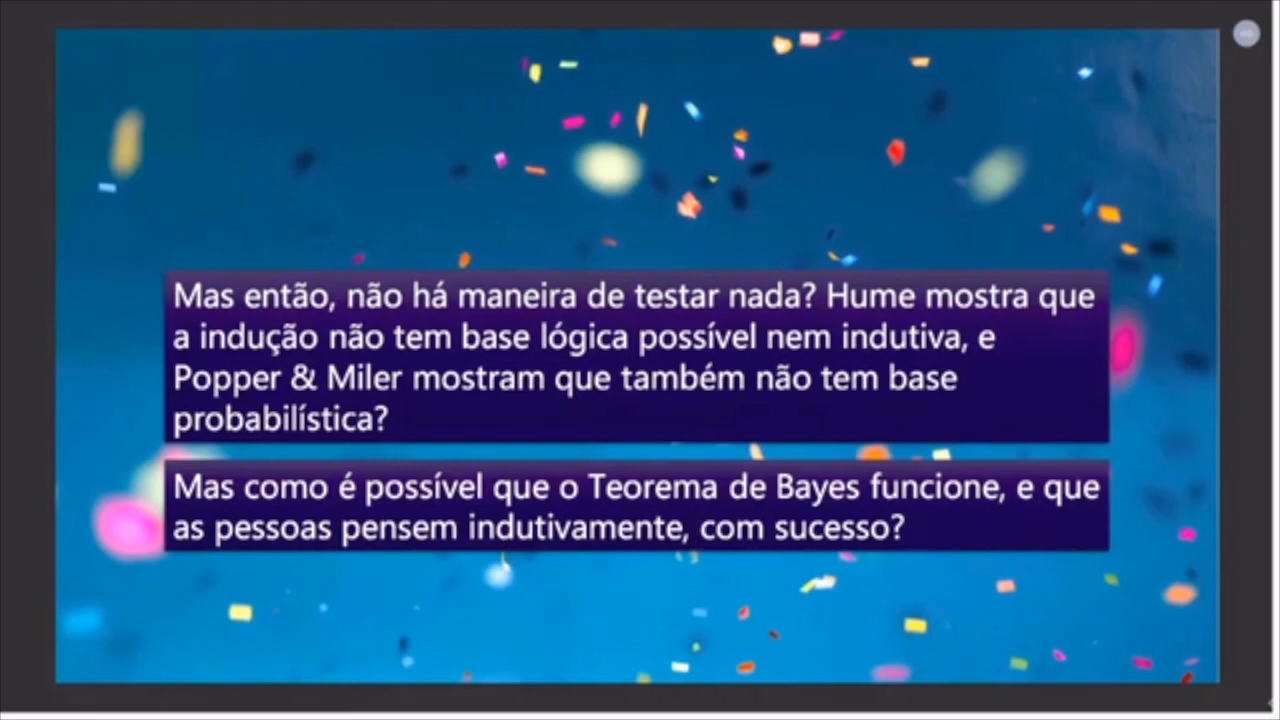 Mas então, não há maneira de testar nada? Hume mostra que
a indução não tem base lógica possível nem indutiva, e
Popper & Miler mostram que também não tem base
probabilística?
Mas como é possível que o Teorema de Bayes funcione, e que
as pessoas pensem indutivamente, com sucesso?